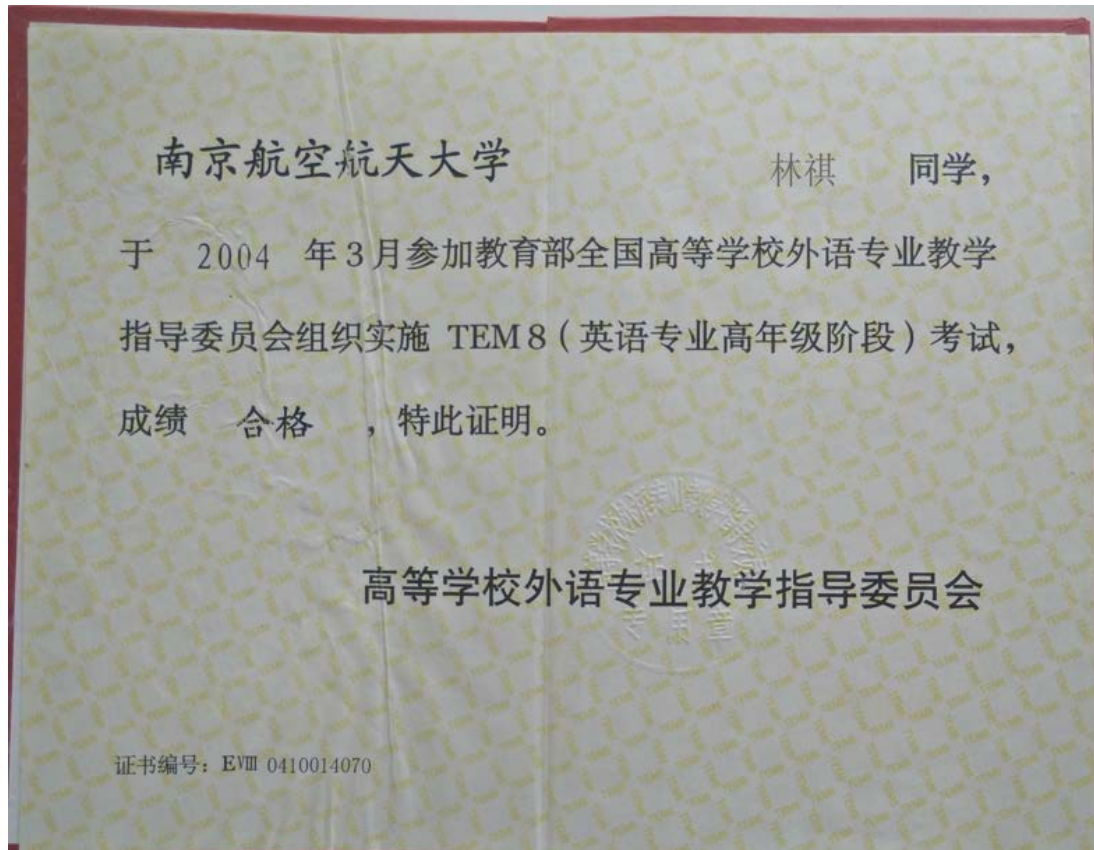 南京航空航天大学 林祺 同学，
于 2004 年3月参加教育部全国高等学校外语专业教学
指导委员会组织实施 TEM8（英语专业高年级阶段）考试，
成绩 合格 ，特此证明。
高等学校外语专业教学指导委员会
专用章
证书编号：EⅧ 0410014070